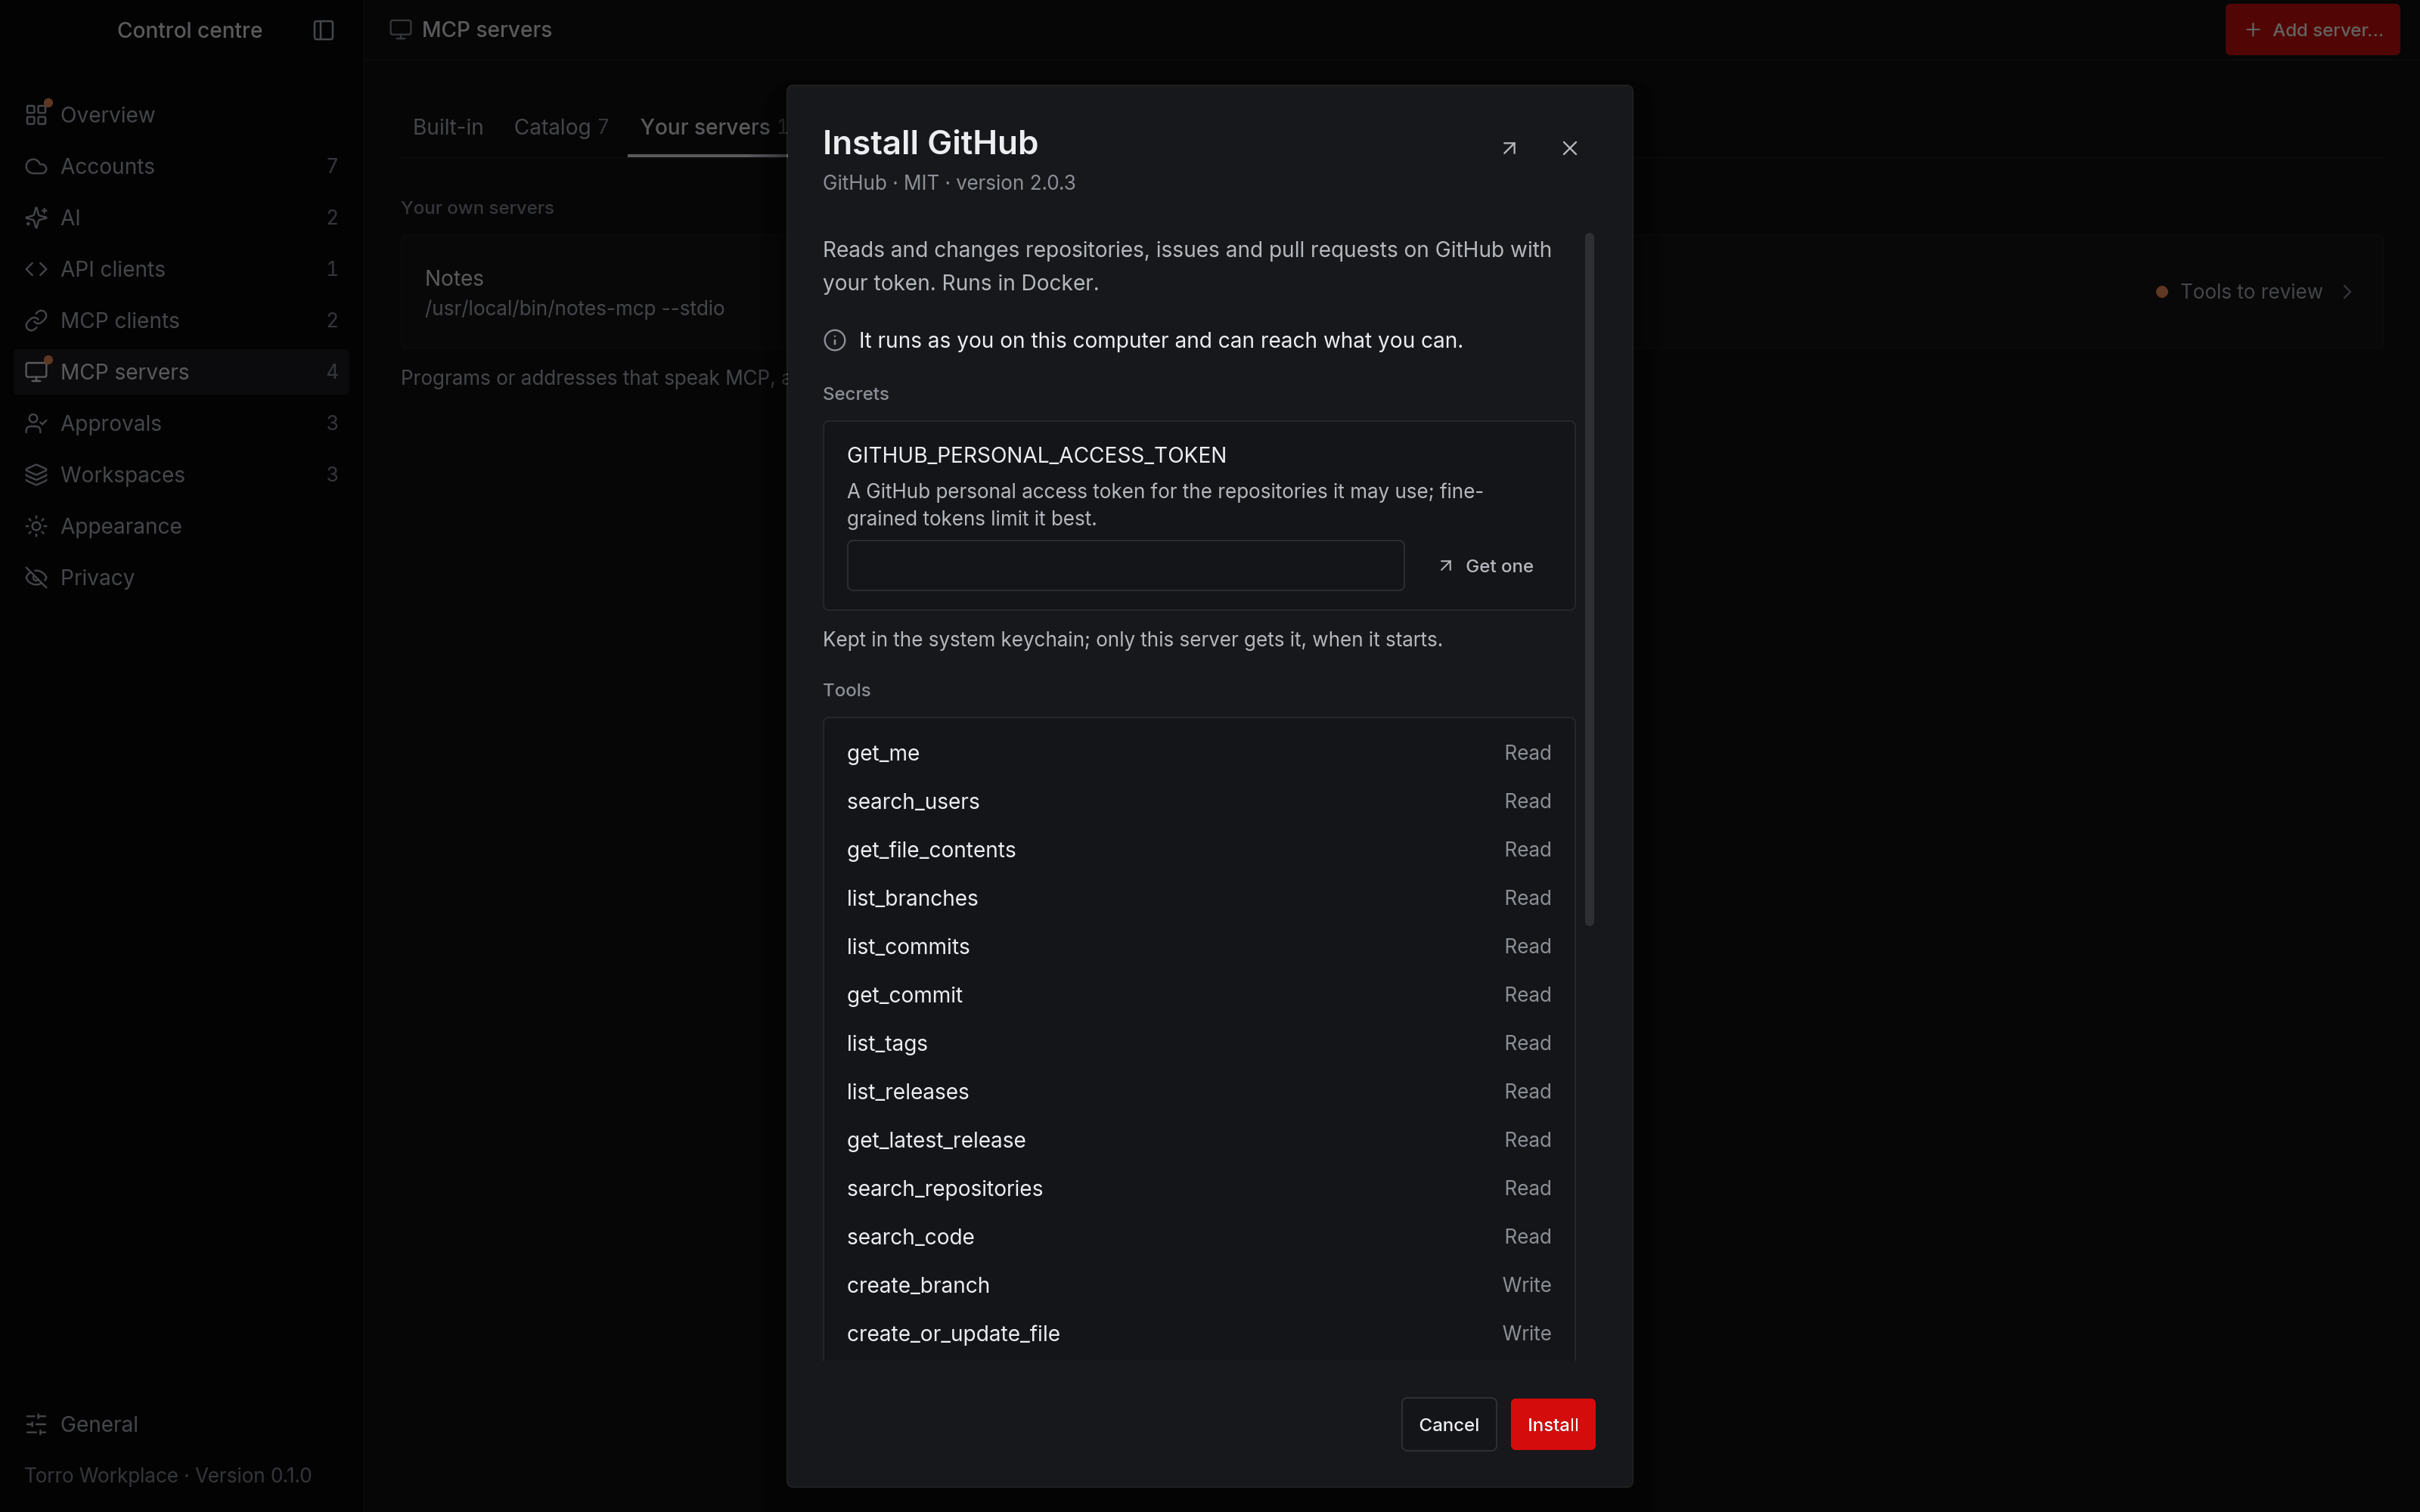 Control centre
MCP servers
Add server...
Overview
Accounts 7
AI 2
API clients 1
MCP clients 2
MCP servers 4
Approvals 3
Workspaces 3
Appearance
Privacy
General
Torro Workplace · Version 0.1.0
Built-in Catalog 7 Your servers 1
Your own servers
Notes
/usr/local/bin/notes-mcp --stdio
Tools to review
Programs or addresses that speak MCP,
Install GitHub
GitHub · MIT · version 2.0.3
Reads and changes repositories, issues and pull requests on GitHub with
your token. Runs in Docker.
It runs as you on this computer and can reach what you can.
Secrets
GITHUB_PERSONAL_ACCESS_TOKEN
A GitHub personal access token for the repositories it may use; fine-
grained tokens limit it best.
Get one
Kept in the system keychain; only this server gets it, when it starts.
Tools
get_me Read
search_users Read
get_file_contents Read
list_branches Read
list_commits Read
get_commit Read
list_tags Read
list_releases Read
get_latest_release Read
search_repositories Read
search_code Read
create_branch Write
create_or_update_file Write
Cancel Install